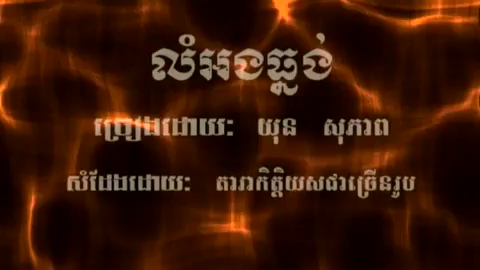 លំអងធ្នង់
ច្រៀងដោយ: យុន សុភាព
សំដែងដោយ: តារាកិត្តិយសជាច្រើនរូប